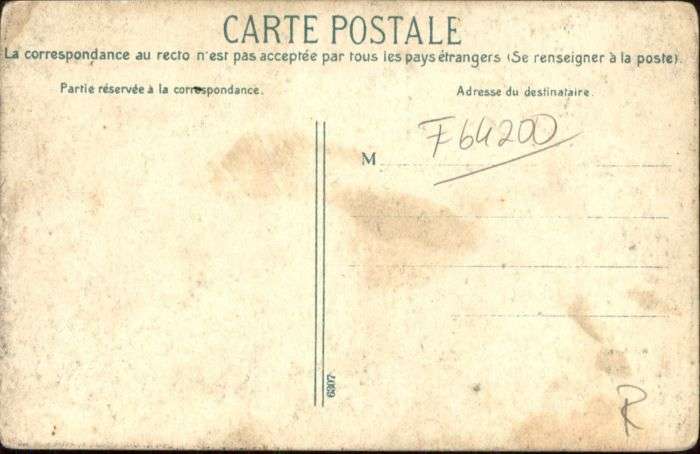 CARTE POSTALE
La correspondance au recto n'est pas acceptée par tous les pays étrangers (Se renseigner à la poste).
Partie réservée à la correspondance.
Adresse du destinataire.
F64200
M
6907
R